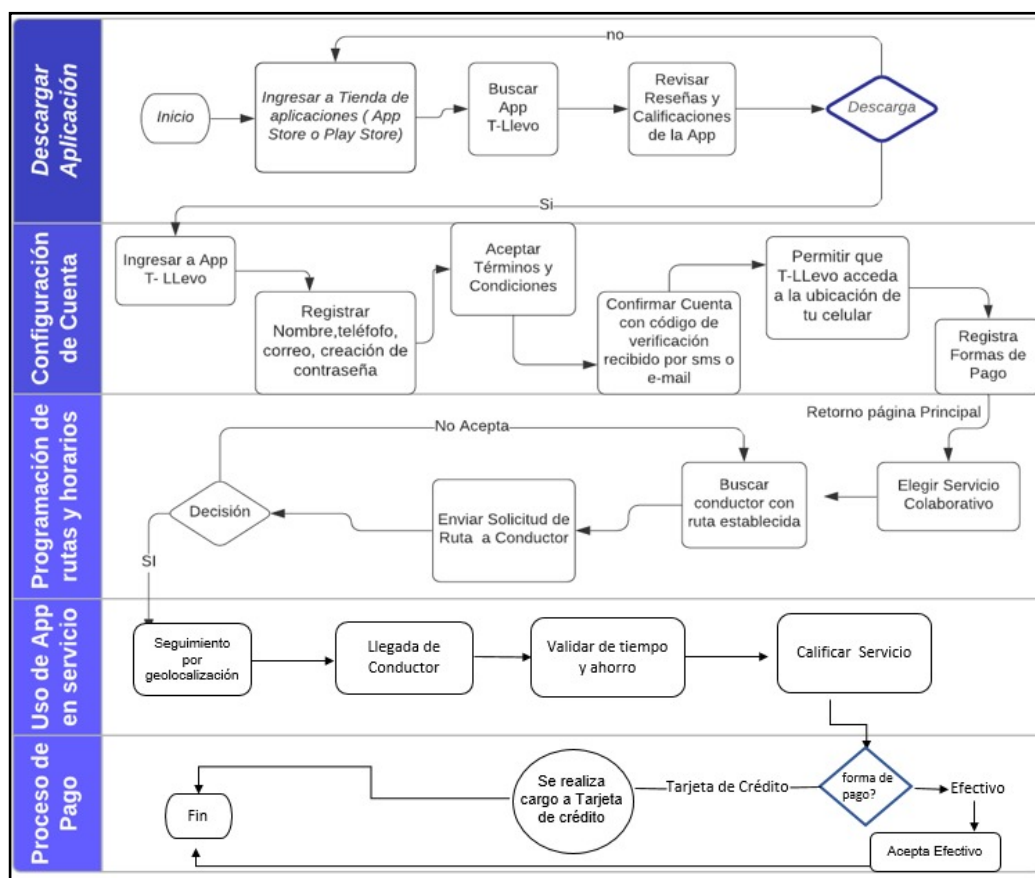 Descargar
Aplicación
no
Inicio
Ingresar a Tienda de
aplicaciones ( App
Store o Play Store)
Buscar
App
T-Llevo
Revisar
Reseñas y
Calificaciones
de la App
Descarga
Si
Configuración
de Cuenta
Ingresar a App
T- LLevo
Registrar
Nombre,teléfofo,
correo, creación de
contraseña
Aceptar
Términos y
Condiciones
Confirmar Cuenta
con código de
verificación
recibido por sms o
e-mail
Permitir que
T-LLevo acceda
a la ubicación de
tu celular
Registra
Formas de
Pago
Programación de
rutas y horarios
Retorno página Principal
Elegir Servicio
Colaborativo
Buscar
conductor con
ruta establecida
Enviar Solicitud de
Ruta a Conductor
Decisión
No Acepta
SI
Uso de App
en servicio
Seguimiento
por
geolocalización
Llegada de
Conductor
Validar de tiempo
y ahorro
Calificar Servicio
Proceso de
Pago
forma de
pago?
Tarjeta de Crédito
Se realiza
cargo a Tarjeta
de crédito
Efectivo
Acepta Efectivo
Fin